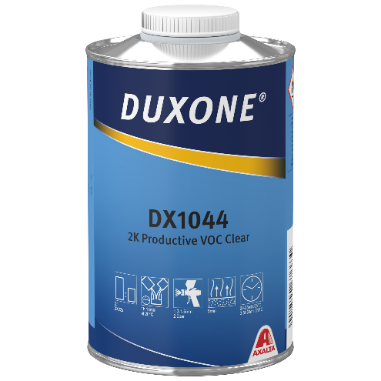 DUXONE®
DX1044
2K Productive VOC Clear
AXALTA